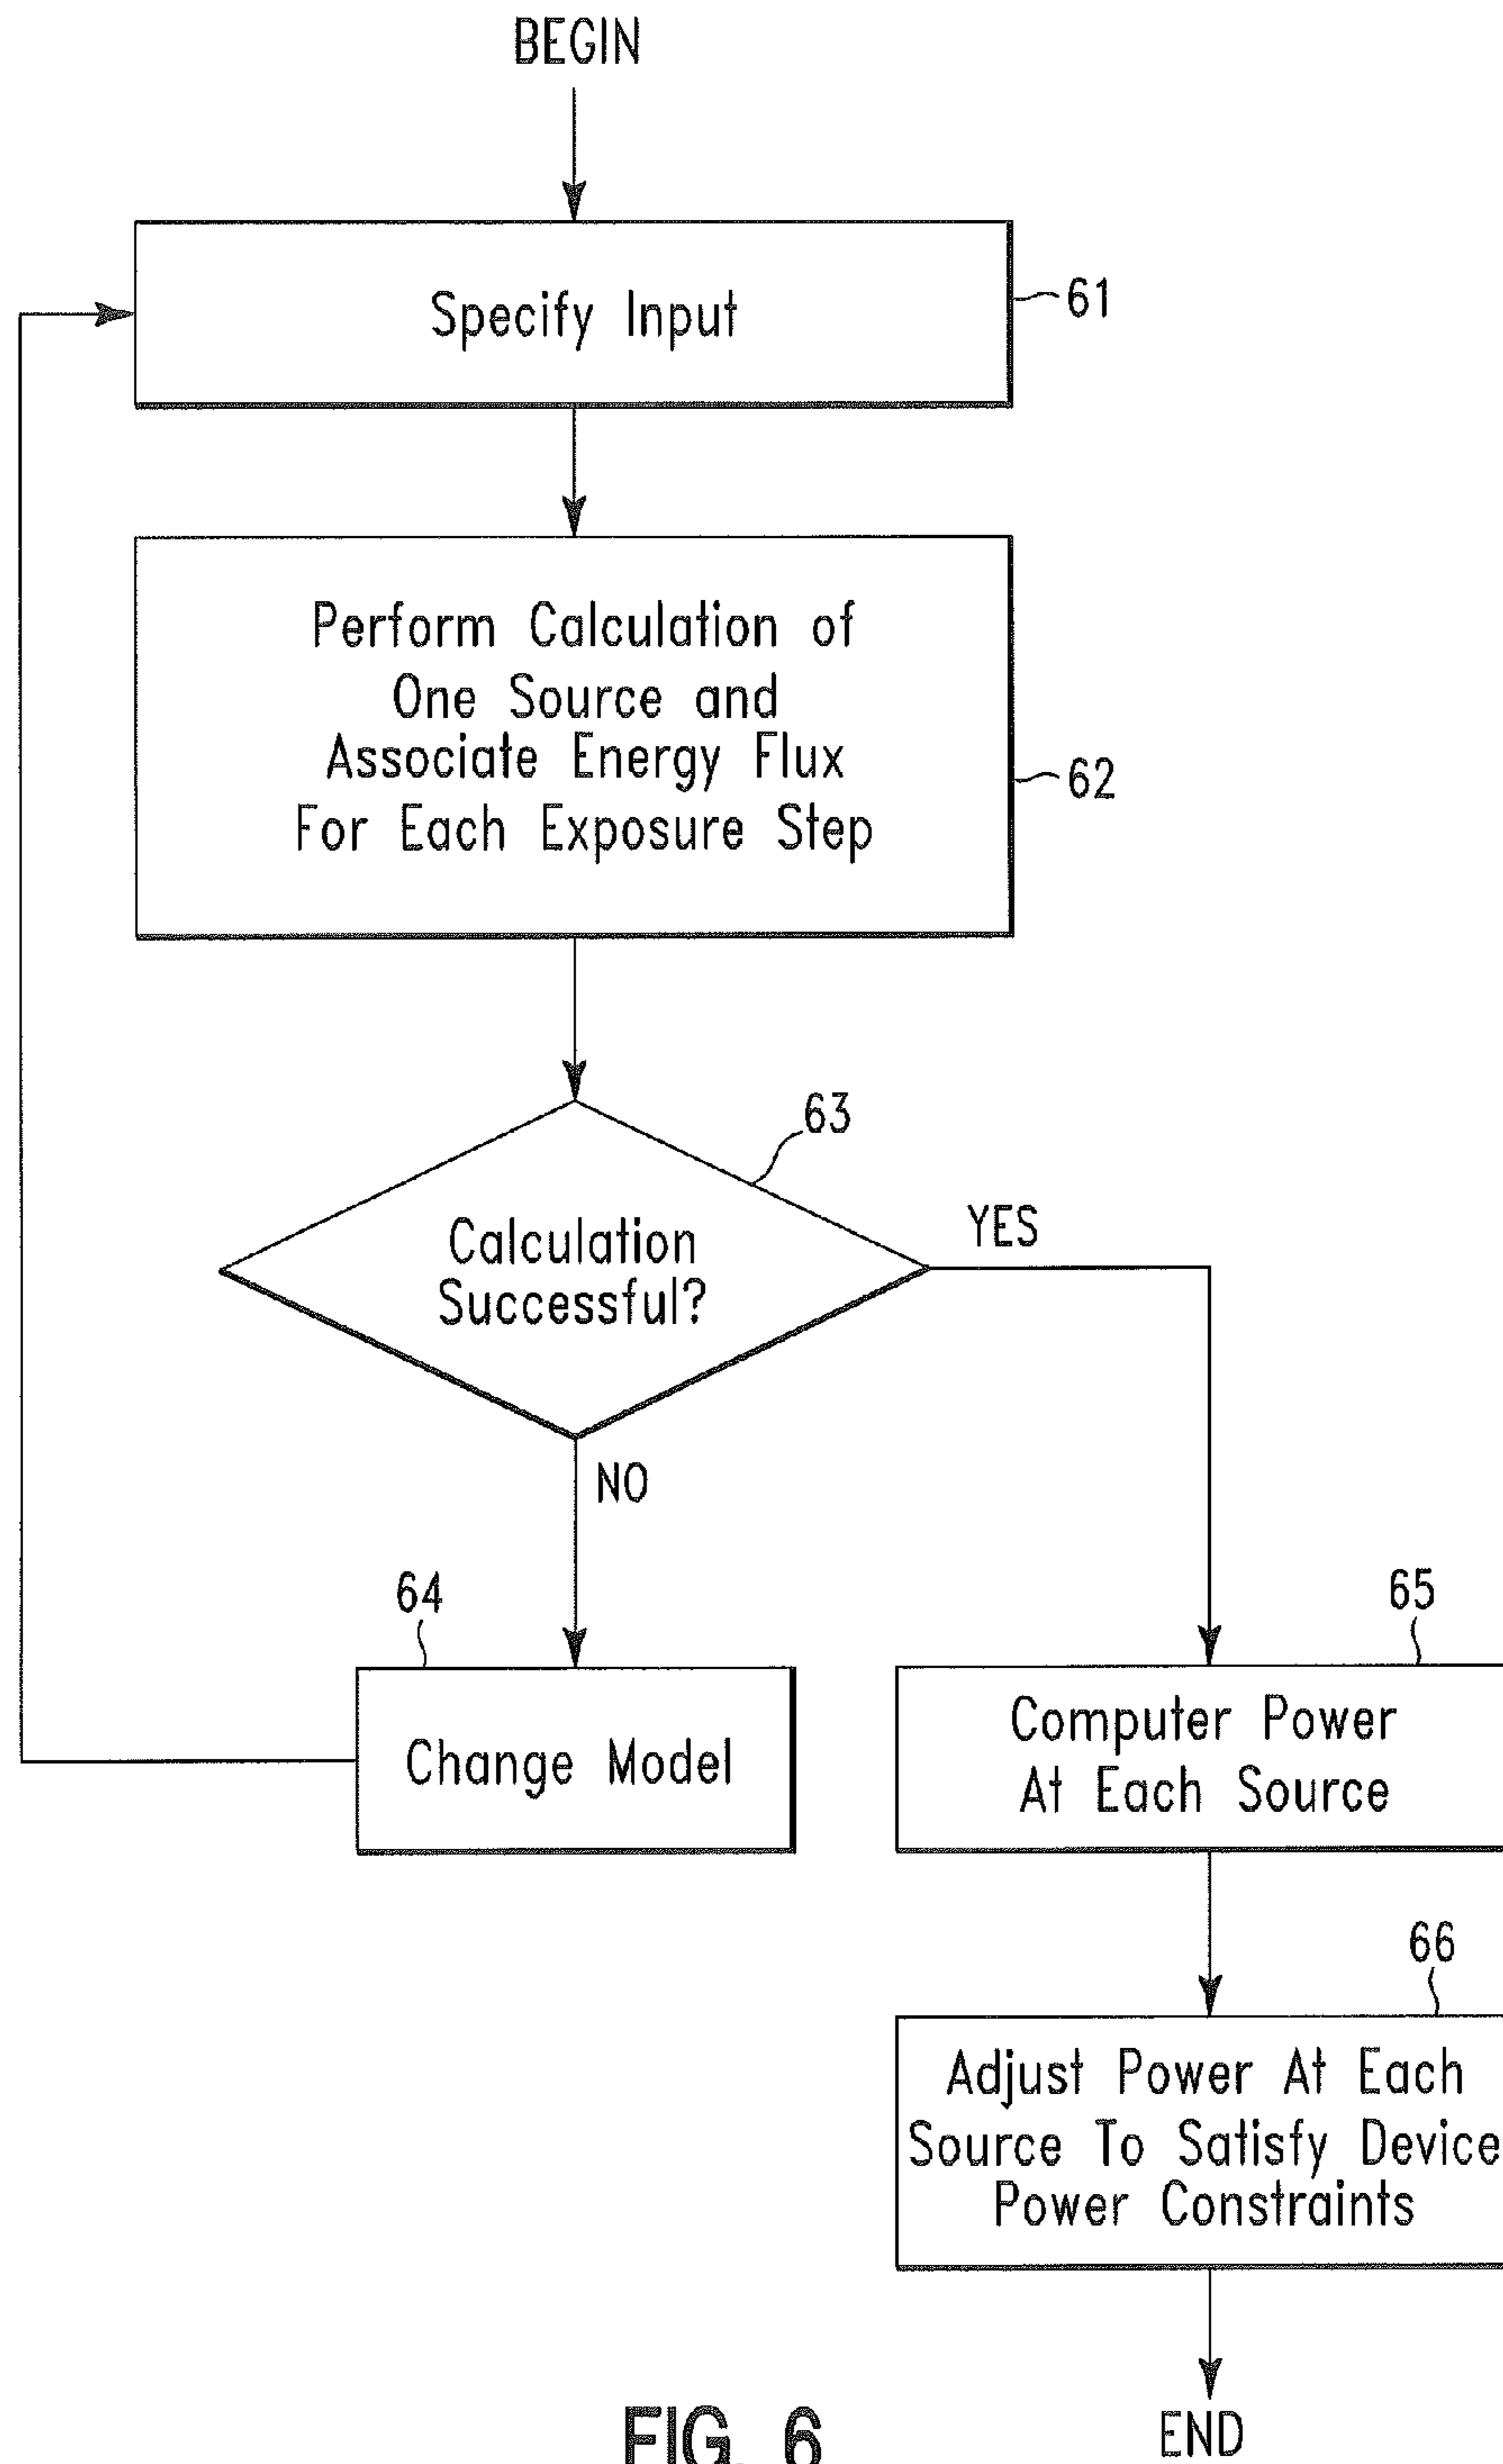 BEGIN
Specify Input
61
Perform Calculation of
One Source and
Associate Energy Flux
For Each Exposure Step
62
63
Calculation
Successful?
YES
NO
64
Change Model
65
Computer Power
At Each Source
66
Adjust Power At Each
Source To Satisfy Device
Power Constraints
END
FIG. 6